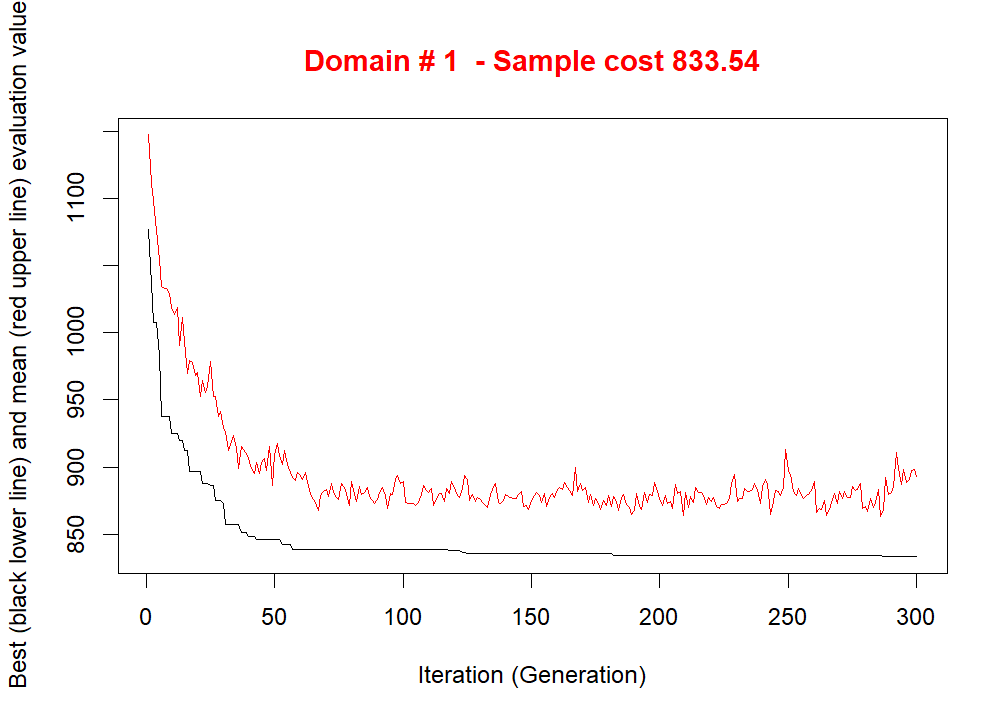 Domain # 1  - Sample cost 833.54
Best (black lower line) and mean (red upper line) evaluation value
1100
1000
950
900
850
0 50 100 150 200 250 300
Iteration (Generation)